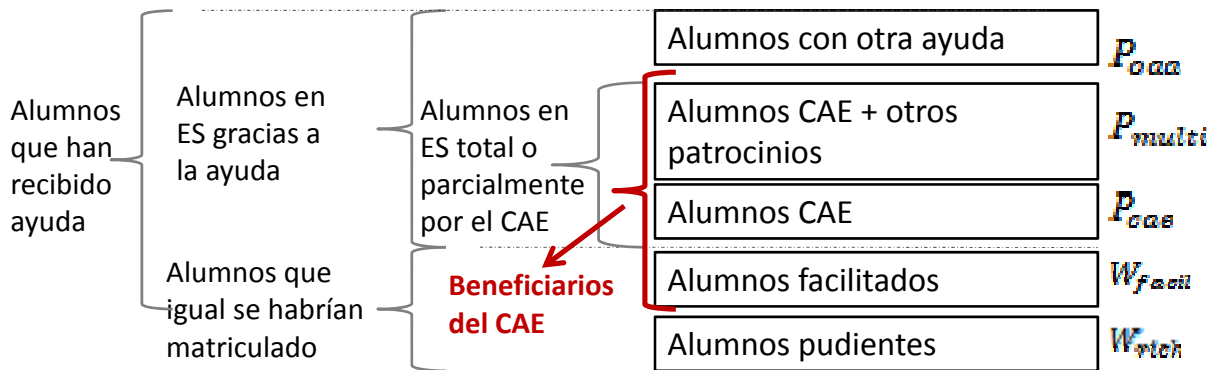 Alumnos
que han
recibido
ayuda
Alumnos en
ES gracias a
la ayuda
Alumnos que
igual se habrían
matriculado
Alumnos en
ES total o
parcialmente
por el CAE
Beneficiarios
del CAE
Alumnos con otra ayuda
P_oaa
Alumnos CAE + otros
patrocinios
P_multi
Alumnos CAE
P_cae
Alumnos facilitados
W_facil
Alumnos pudientes
W_rich